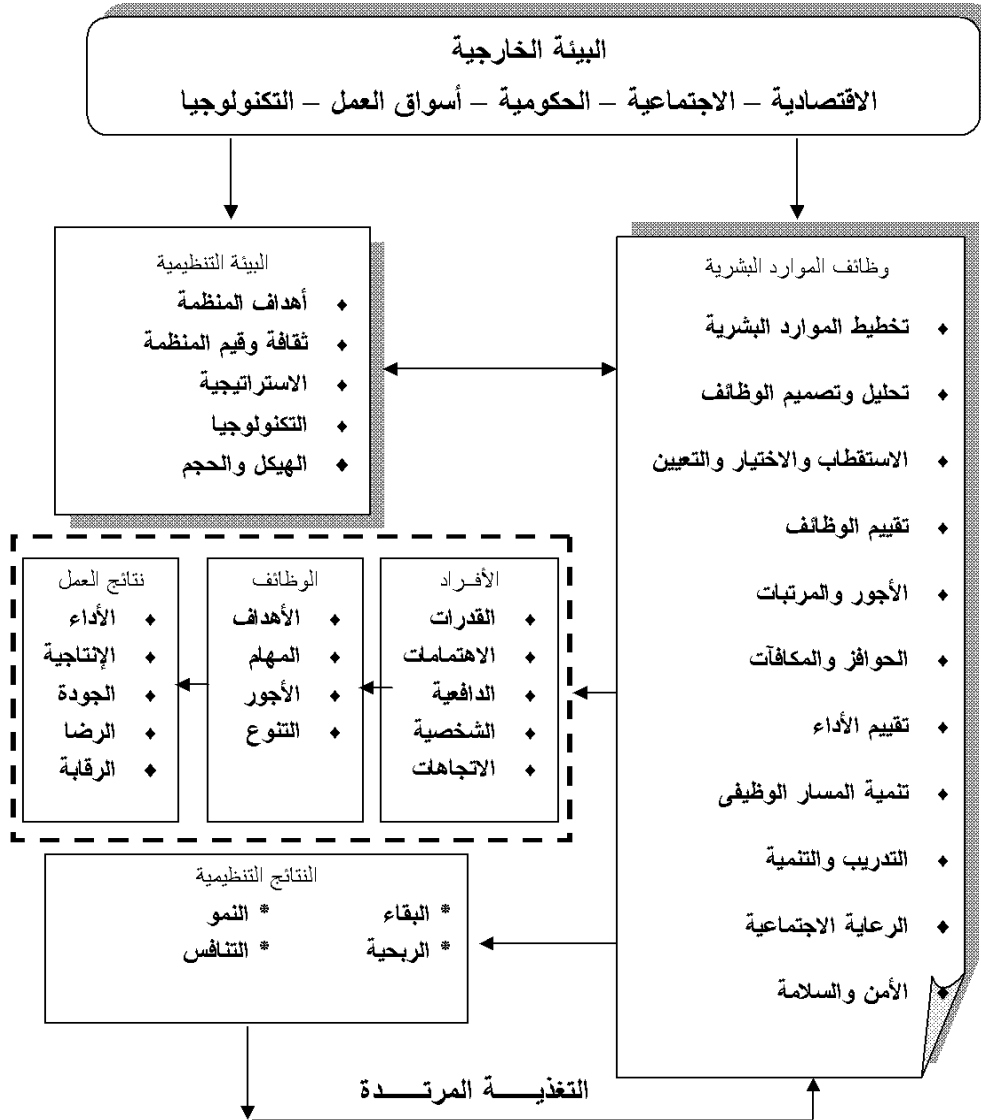 البيئة الخارجية
الاقتصادية – الاجتماعية – الحكومية – أسواق العمل – التكنولوجيا
وظائف الموارد البشرية
♦ تخطيط الموارد البشرية
♦ تحليل وتصميم الوظائف
♦ الاستقطاب والاختيار والتعيين
♦ تقييم الوظائف
♦ الأجور والمرتبات
♦ الحوافز والمكافآت
♦ تقييم الأداء
♦ تنمية المسار الوظيفى
♦ التدريب والتنمية
♦ الرعاية الاجتماعية
♦ الأمن والسلامة
البيئة التنظيمية
♦ أهداف المنظمة
♦ ثقافة وقيم المنظمة
♦ الاستراتيجية
♦ التكنولوجيا
♦ الهيكل والحجم
الأفــراد
♦ القدرات
♦ الاهتمامات
♦ الدافعية
♦ الشخصية
♦ الاتجاهات
الوظائف
♦ الأهداف
♦ المهام
♦ الأجور
♦ التنوع
نتائج العمل
♦ الأداء
♦ الإنتاجية
♦ الجودة
♦ الرضا
♦ الرقابة
النتائج التنظيمية
* البقاء * النمو
* الربحية * التنافس
التغذيــــة المرتــــدة